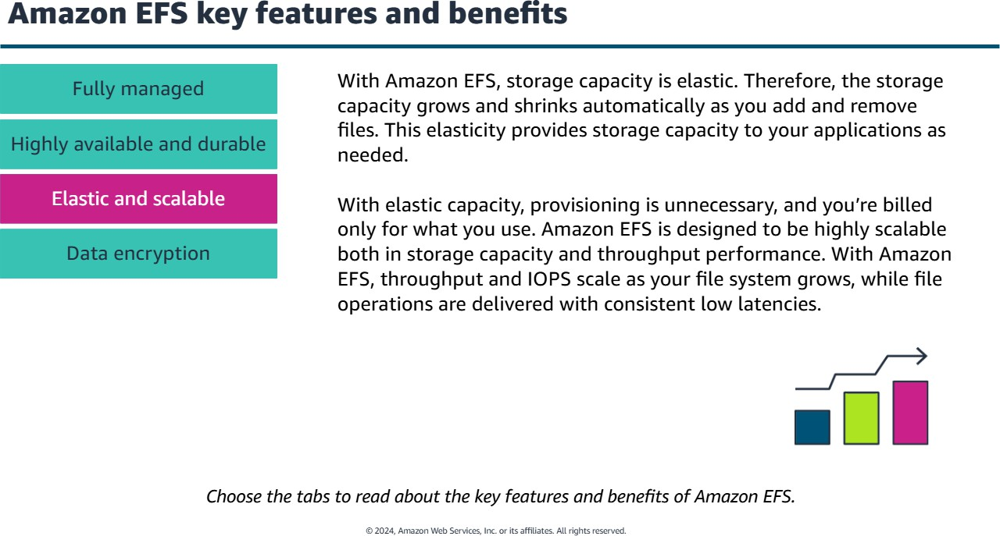 Amazon EFS key features and benefits
Fully managed
Highly available and durable
Elastic and scalable
Data encryption
With Amazon EFS, storage capacity is elastic. Therefore, the storage
capacity grows and shrinks automatically as you add and remove
files. This elasticity provides storage capacity to your applications as
needed.
With elastic capacity, provisioning is unnecessary, and you’re billed
only for what you use. Amazon EFS is designed to be highly scalable
both in storage capacity and throughput performance. With Amazon
EFS, throughput and IOPS scale as your file system grows, while file
operations are delivered with consistent low latencies.
Choose the tabs to read about the key features and benefits of Amazon EFS.
© 2024, Amazon Web Services, Inc. or its affiliates. All rights reserved.